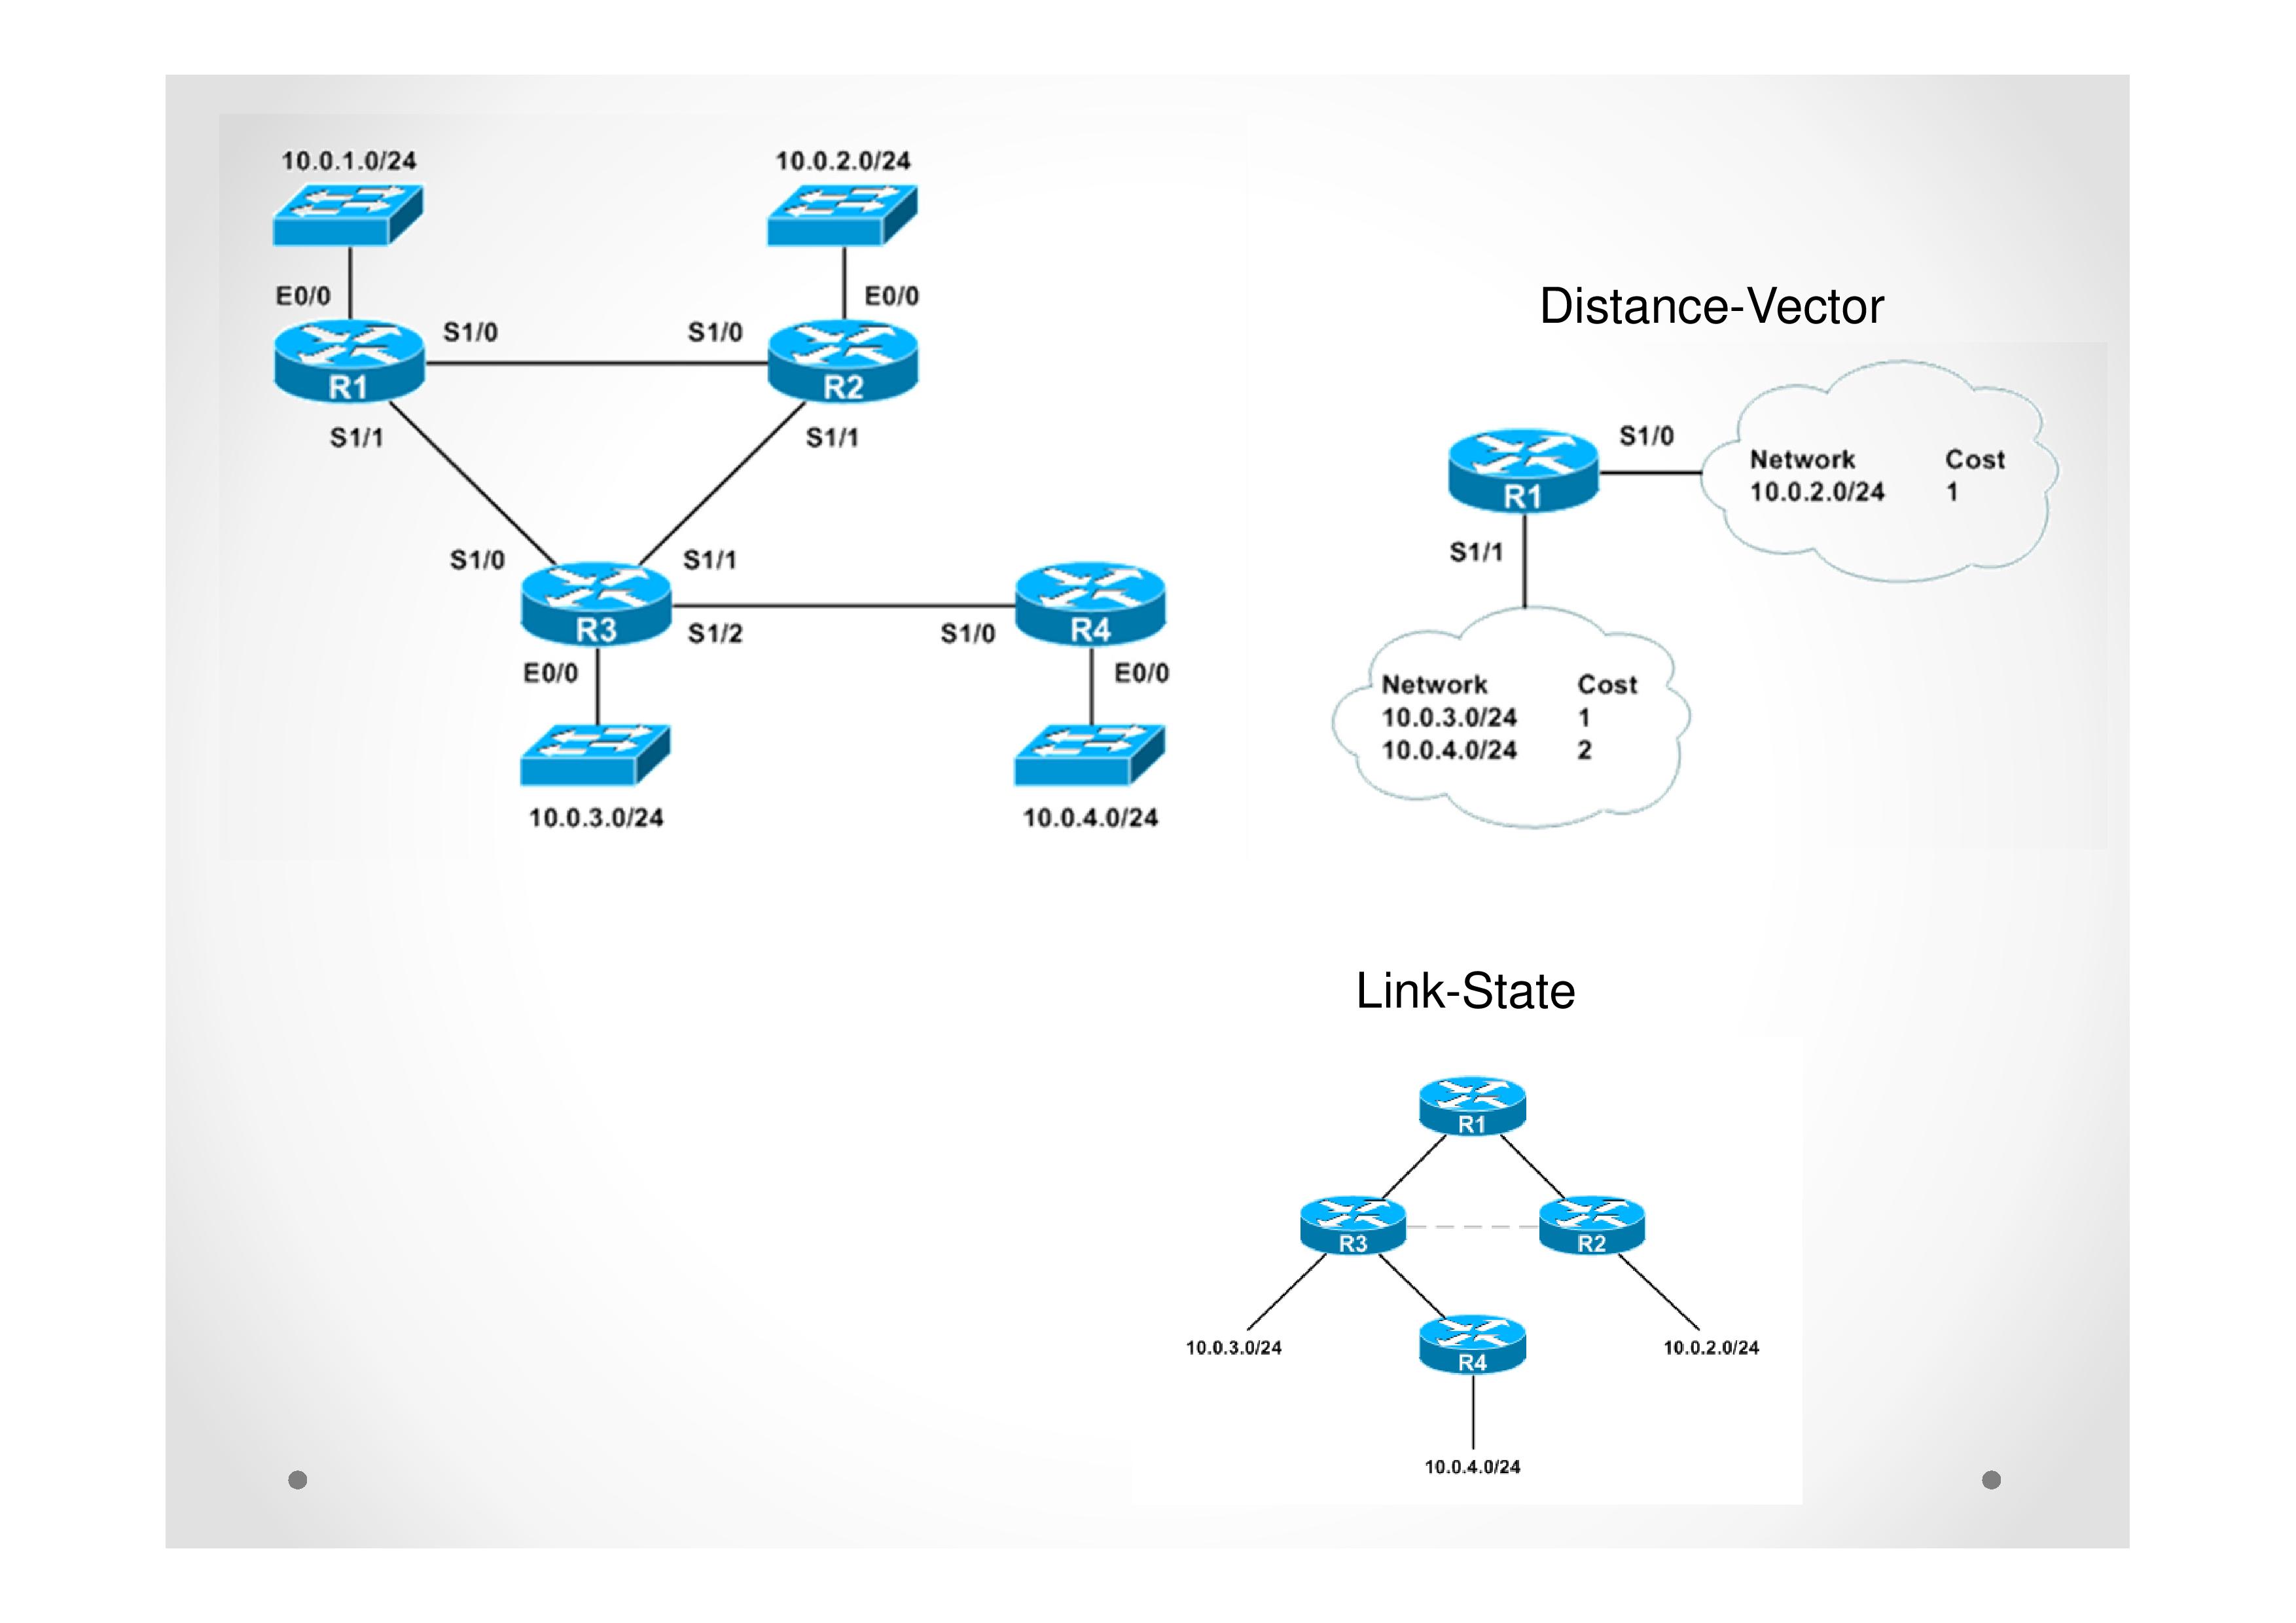 10.0.1.0/24
10.0.2.0/24
E0/0
E0/0
S1/0
S1/0
R1
R2
S1/1
S1/1
S1/0
S1/1
R3
R4
S1/2
S1/0
E0/0
E0/0
10.0.3.0/24
10.0.4.0/24
Distance-Vector
S1/0
R1
Network Cost
10.0.2.0/24 1
S1/1
Network Cost
10.0.3.0/24 1
10.0.4.0/24 2
Link-State
R1
R3
R2
10.0.3.0/24
R4
10.0.2.0/24
10.0.4.0/24